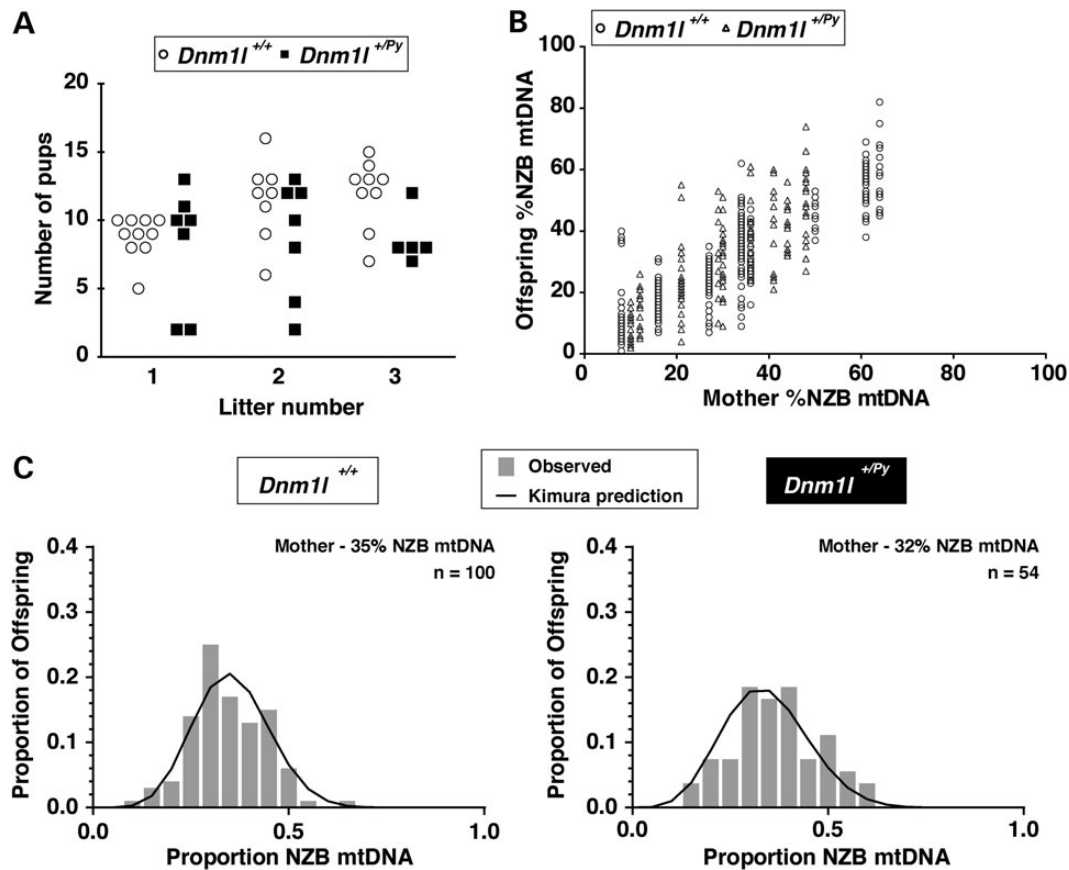 A
Dnm1l +/+ Dnm1l +/Py
Number of pups
20
15
10
5
0
1 2 3
Litter number
B
Dnm1l +/+ Dnm1l +/Py
Offspring %NZB mtDNA
100
80
60
40
20
0
0 20 40 60 80 100
Mother %NZB mtDNA
C
Dnm1l +/+
Observed
Kimura prediction
Dnm1l +/Py
Mother - 35% NZB mtDNA
n = 100
Proportion of Offspring
0.4
0.3
0.2
0.1
0.0
0.0 0.5 1.0
Proportion NZB mtDNA
Mother - 32% NZB mtDNA
n = 54
Proportion of Offspring
0.4
0.3
0.2
0.1
0.0
0.0 0.5 1.0
Proportion NZB mtDNA